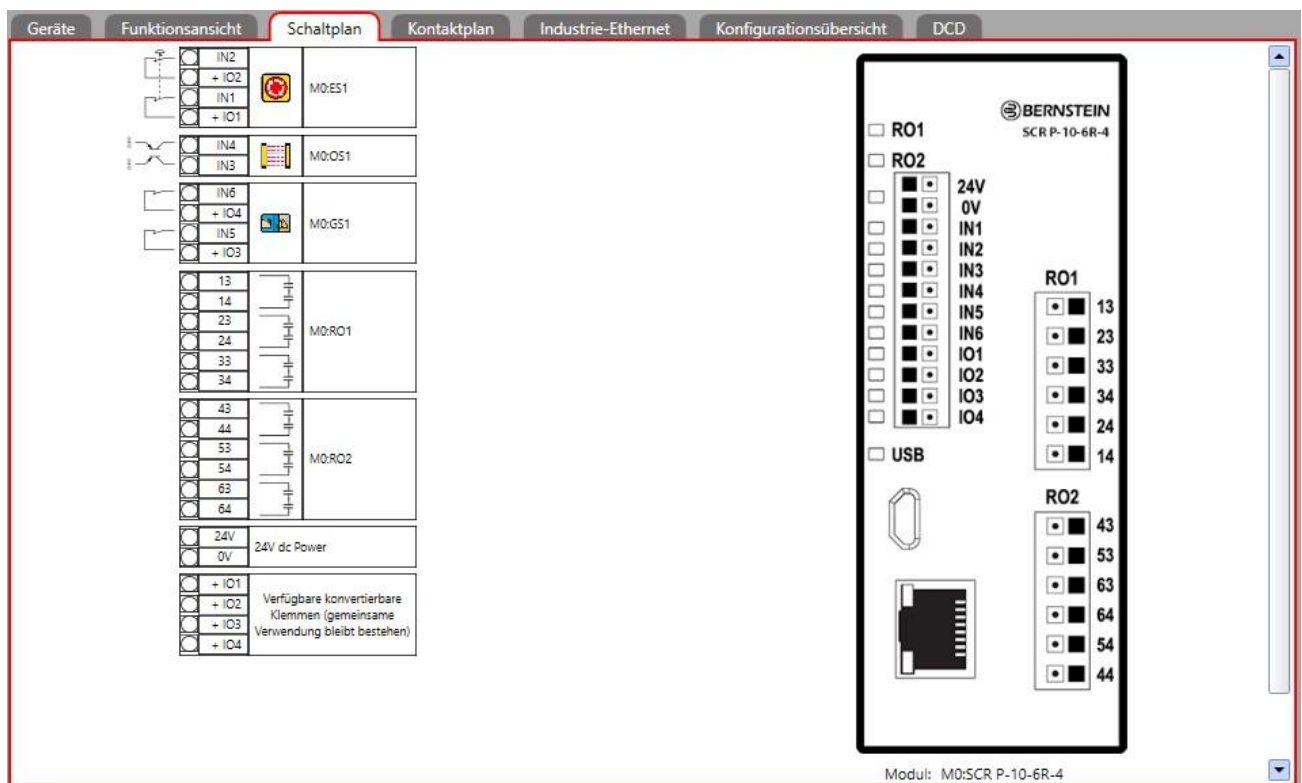 Geräte Funktionsansicht Schaltplan Kontaktplan Industrie-Ethernet Konfigurationsübersicht DCD
IN2
+ IO2
IN1
+ IO1
M0:ES1
IN4
IN3
M0:OS1
IN6
+ IO4
IN5
+ IO3
M0:GS1
13
14
23
24
33
34
M0:RO1
43
44
53
54
63
64
M0:RO2
24V
0V
24V dc Power
+ IO1
+ IO2
+ IO3
+ IO4
Verfügbare konvertierbare
Klemmen (gemeinsame
Verwendung bleibt bestehen)
BERNSTEIN
SCR P-10-6R-4
RO1
RO2
24V
0V
IN1
IN2
IN3
IN4
IN5
IN6
IO1
IO2
IO3
IO4
USB
RO1
13
23
33
34
24
14
RO2
43
53
63
64
54
44
Modul: M0:SCR P-10-6R-4